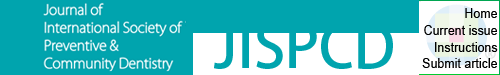 Journal of
International Society of
Preventive &
Community Dentistry
JISPCD
Home
Current issue
Instructions
Submit article